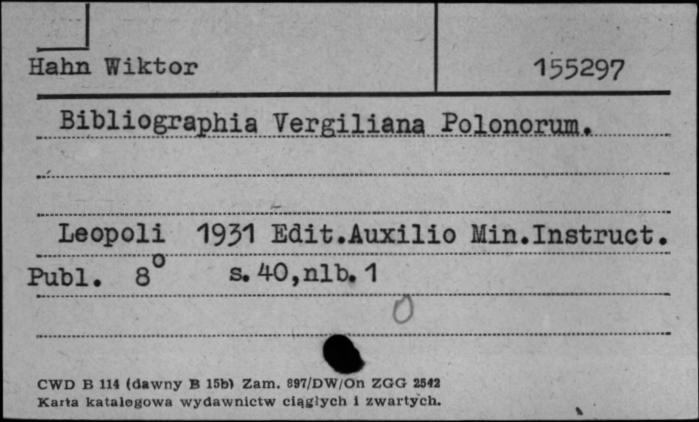 Hahn Wiktor
155297
Bibliographia Vergiliana Polonorum.
Leopoli 1931 Edit.Auxilio Min.Instruct.
Publ. 8° s.40,nlb.1
0
CWD B 114 (dawny B 15b) Zam. 897/DW/On ZGG 2542
Karta katalogowa wydawnictw ciągłych i zwartych.